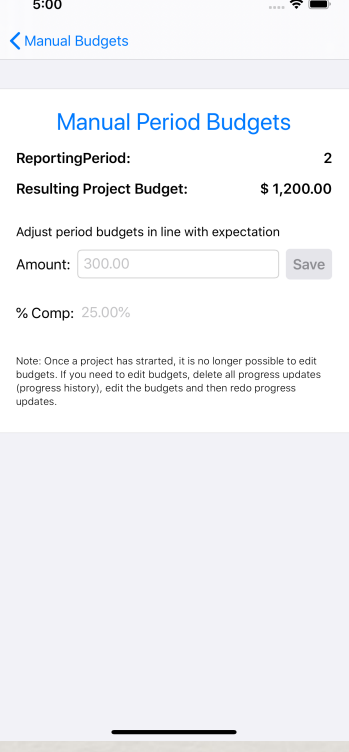 5:00
Manual Budgets
Manual Period Budgets
ReportingPeriod: 2
Resulting Project Budget: $ 1,200.00
Adjust period budgets in line with expectation
Amount: 300.00 Save
% Comp: 25.00%
Note: Once a project has strarted, it is no longer possible to edit
budgets. If you need to edit budgets, delete all progress updates
(progress history), edit the budgets and then redo progress
updates.